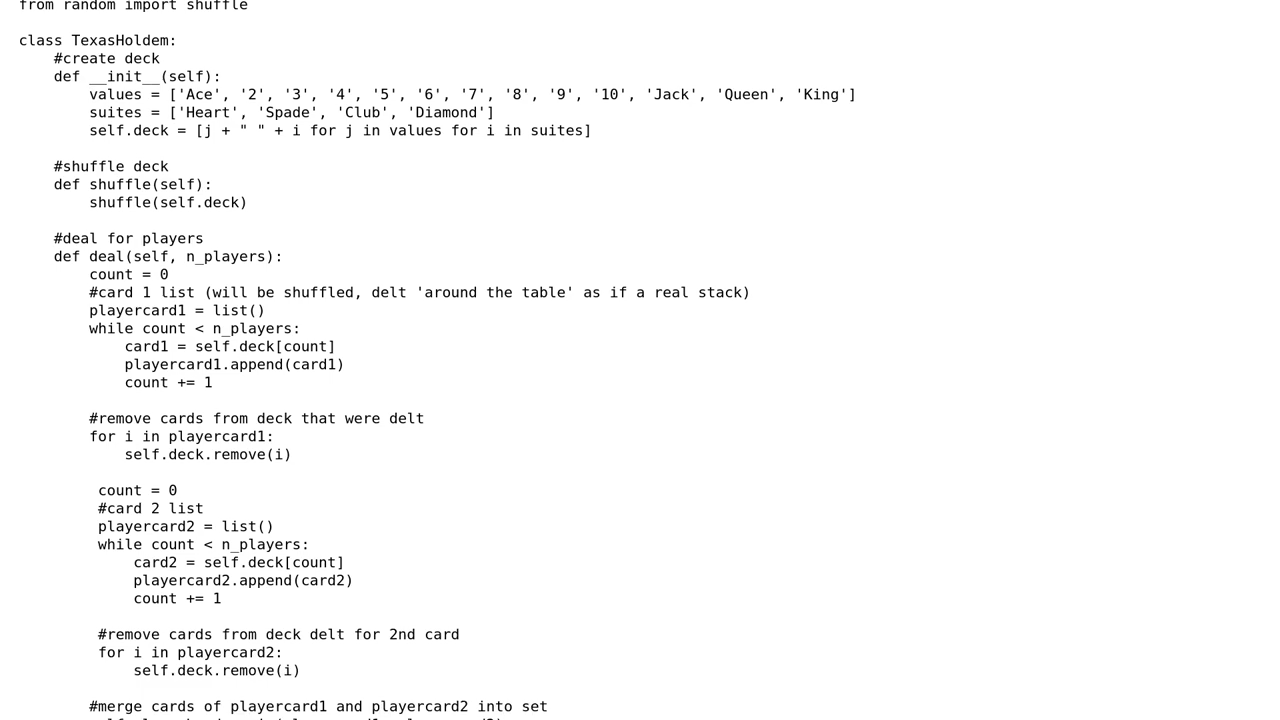 from random import shuffle

class TexasHoldem:
    #create deck
    def __init__(self):
        values = ['Ace', '2', '3', '4', '5', '6', '7', '8', '9', '10', 'Jack', 'Queen', 'King']
        suites = ['Heart', 'Spade', 'Club', 'Diamond']
        self.deck = [j + " " + i for j in values for i in suites]

    #shuffle deck
    def shuffle(self):
        shuffle(self.deck)

    #deal for players
    def deal(self, n_players):
        count = 0
        #card 1 list (will be shuffled, delt 'around the table' as if a real stack)
        playercard1 = list()
        while count < n_players:
            card1 = self.deck[count]
            playercard1.append(card1)
            count += 1

        #remove cards from deck that were delt
        for i in playercard1:
            self.deck.remove(i)

         count = 0
         #card 2 list
         playercard2 = list()
         while count < n_players:
             card2 = self.deck[count]
             playercard2.append(card2)
             count += 1

         #remove cards from deck delt for 2nd card
         for i in playercard2:
             self.deck.remove(i)

        #merge cards of playercard1 and playercard2 into set